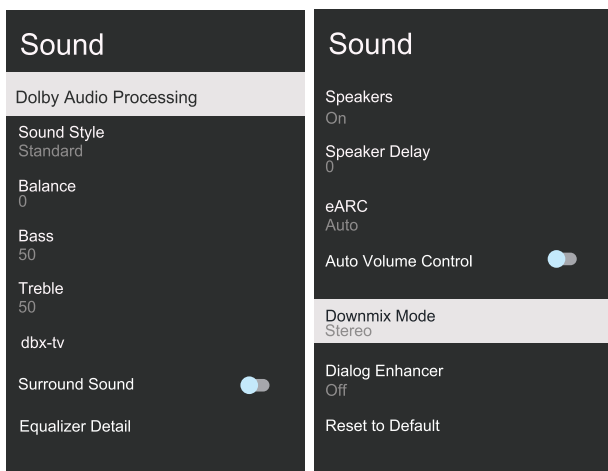 Sound
Dolby Audio Processing
Sound Style
Standard
Balance
0
Bass
50
Treble
50
dbx-tv
Surround Sound
Equalizer Detail
Sound
Speakers
On
Speaker Delay
0
eARC
Auto
Auto Volume Control
Downmix Mode
Stereo
Dialog Enhancer
Off
Reset to Default